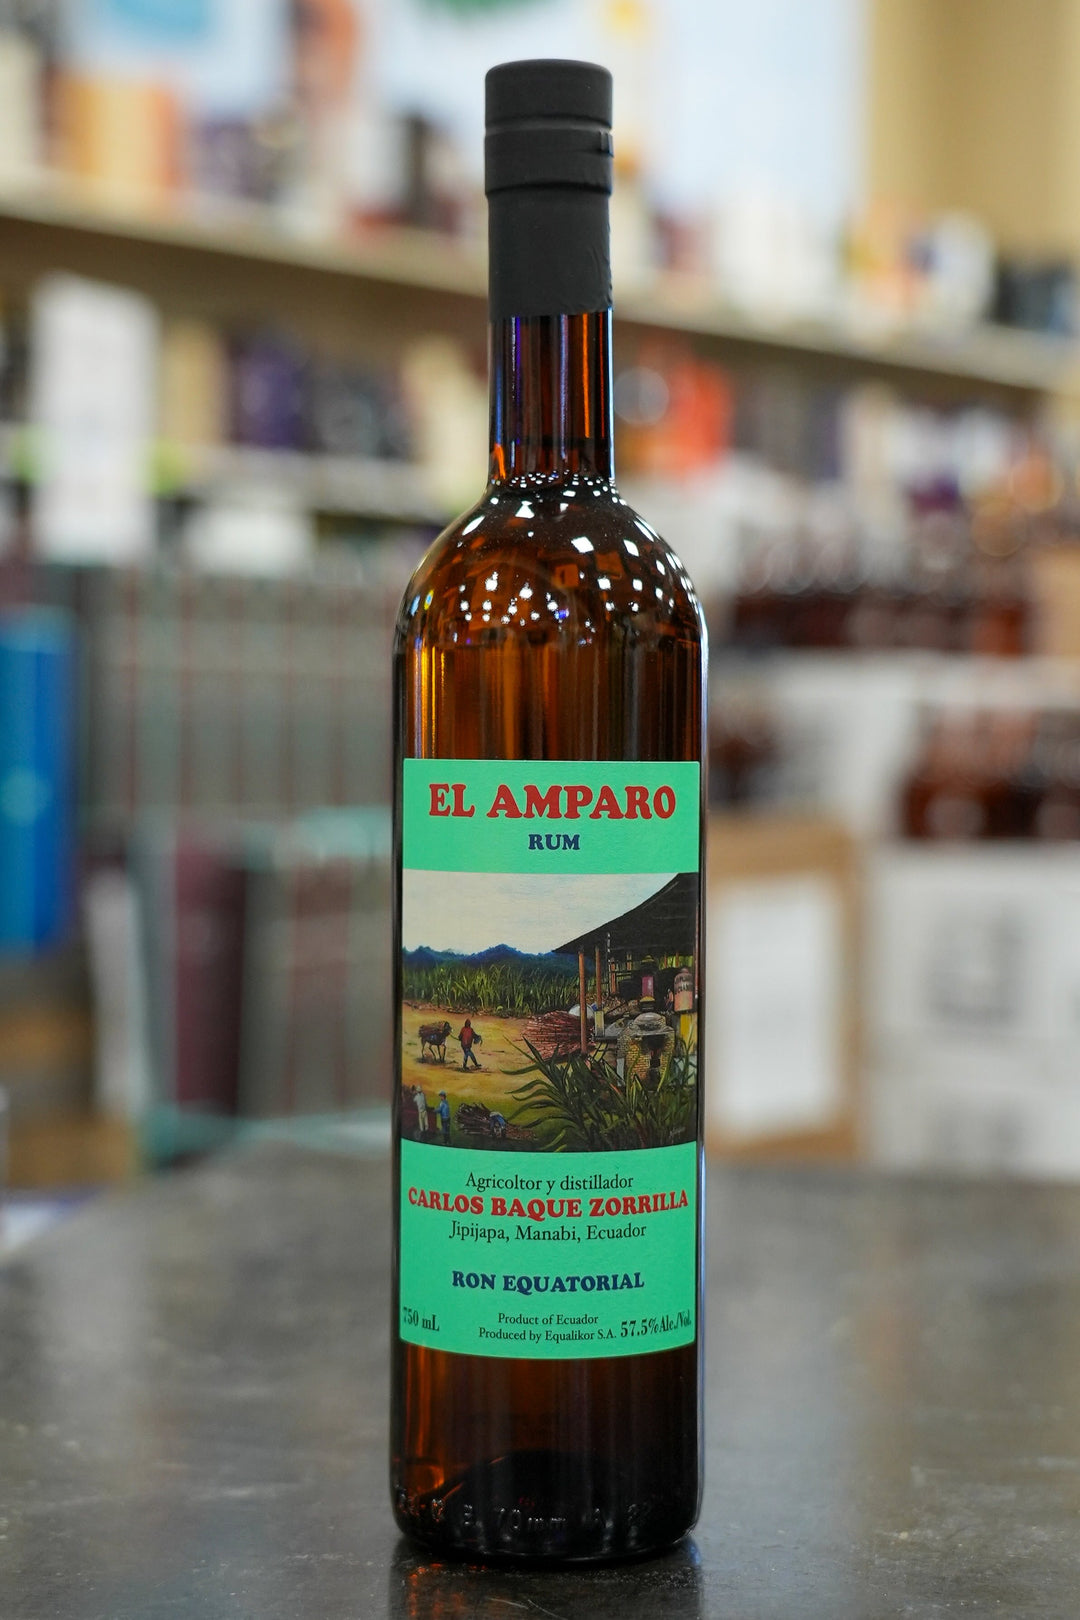 EL AMPARO
RUM
Agricoltor y distillador
CARLOS BAQUE ZORRILLA
Jipijapa, Manabi, Ecuador
RON EQUATORIAL
750 mL
Product of Ecuador
Produced by Equalikor S.A.
57.5% Alc./Vol.
70mm